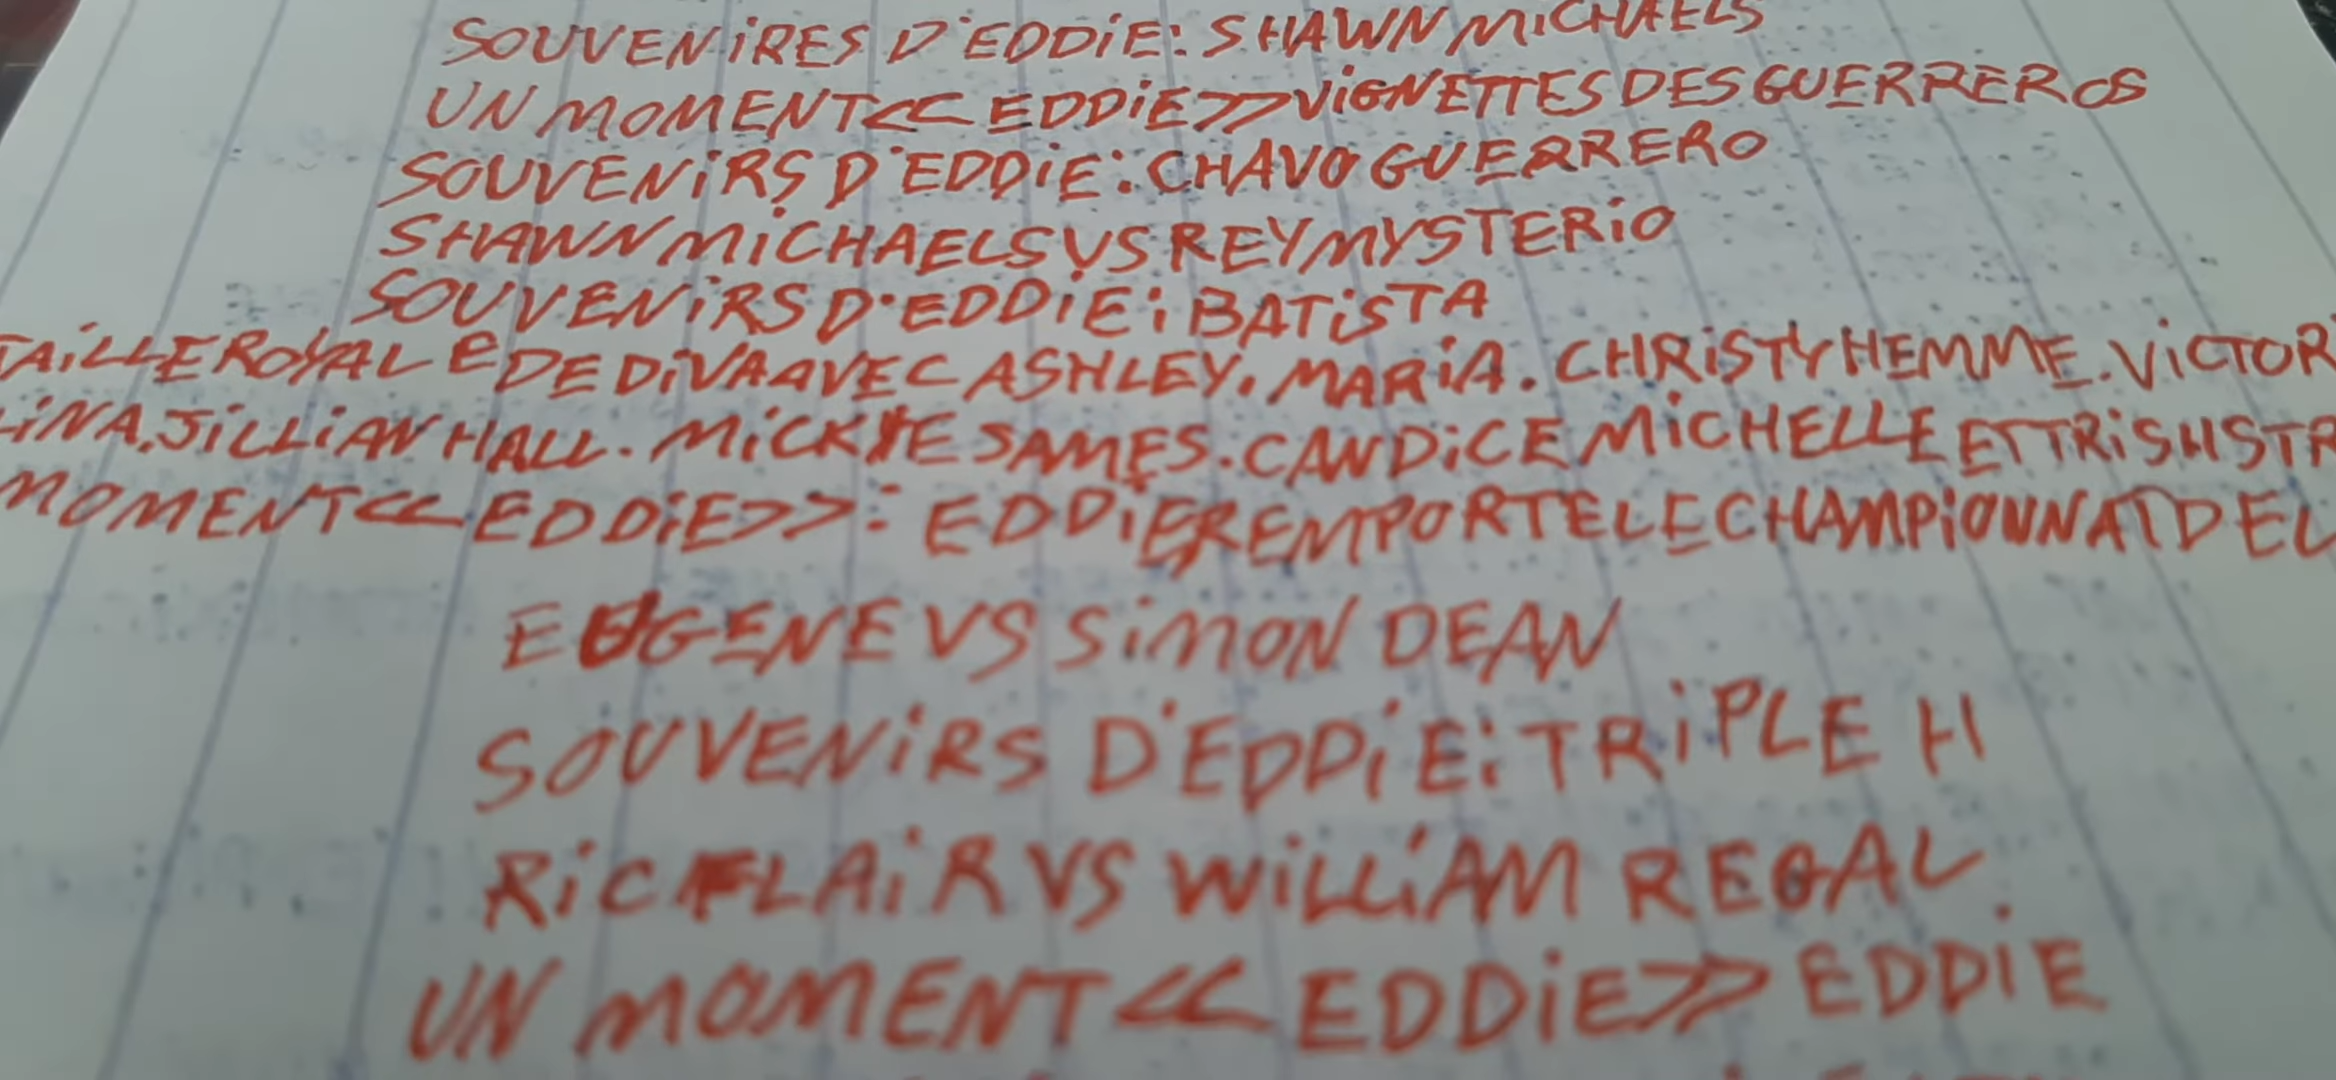 SOUVENIRES D'EDDIE: SHAWN MICHAELS
UN MOMENT << EDDIE >> VIGNETTES DES GUERREROS
SOUVENIRS D'EDDIE: CHAVO GUERRERO
SHAWN MICHAELS VS REY MYSTERIO
SOUVENIRS D'EDDIE: BATISTA
TAILLE ROYALE DE DIVA AVEC ASHLEY. MARIA. CHRISTY HEMME. VICTOR
LINA. JILLIAN HALL. MICKIE JAMES. CANDICE MICHELLE ET TRISH STR
MOMENT << EDDIE >>: EDDIE REMPORTE LE CHAMPIONNAT DE L
EUGENE VS SIMON DEAN
SOUVENIRS D'EDDIE: TRIPLE H
RIC FLAIR VS WILLIAM REGAL
UN MOMENT << EDDIE >> EDDIE